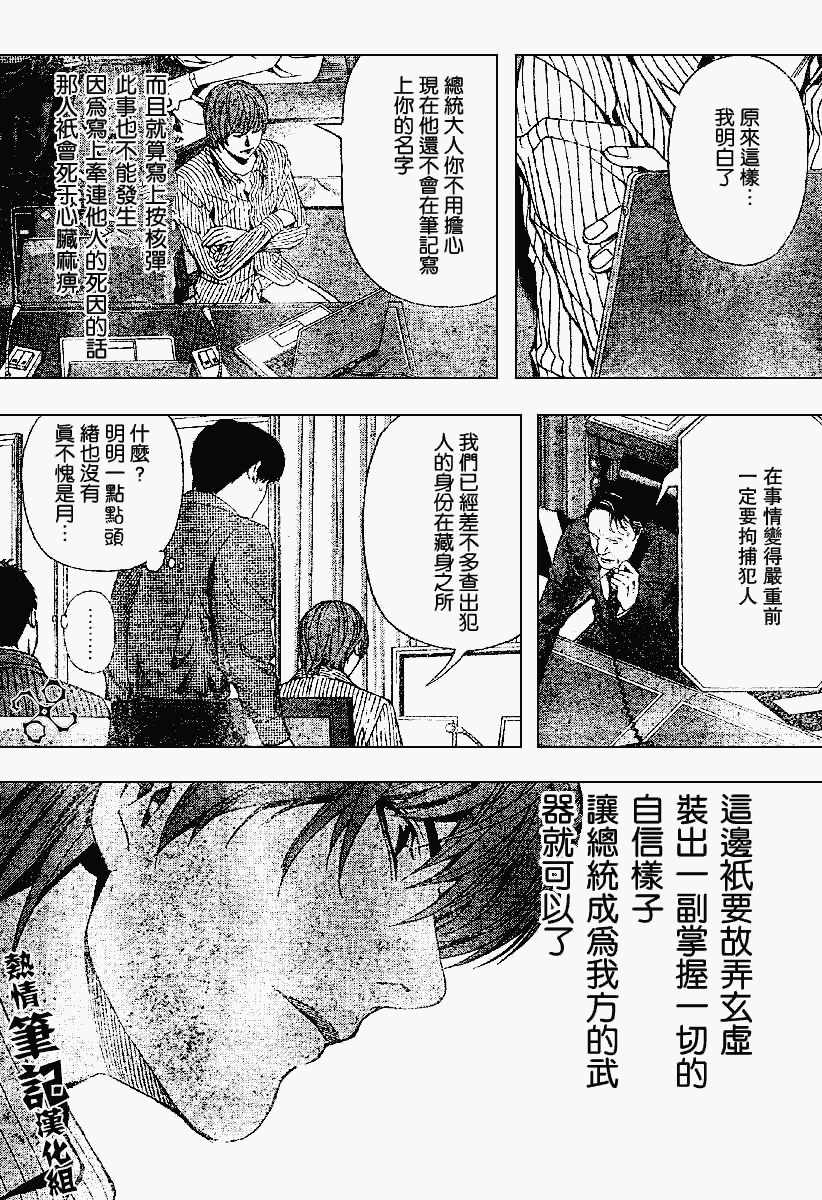 原來這樣…
我明白了
總統大人你不用擔心
現在他還不會在筆記寫
上你的名字
而目就算寫上按核彈
此事也不能發生
因爲寫上牽連他人的死因的話
那人祇會死于心臟麻痹
在事情變得嚴重前
一定要拘捕犯人
我們已經差不多查出犯
人的身份在藏身之所
什麼？
明明一點點頭
緒也沒有
眞不愧是月…
………
這邊祇要故弄玄虛
裝出一副掌握一切的
自信樣子
讓總統成爲我方的武
器就可以了
熱情筆記漢化組